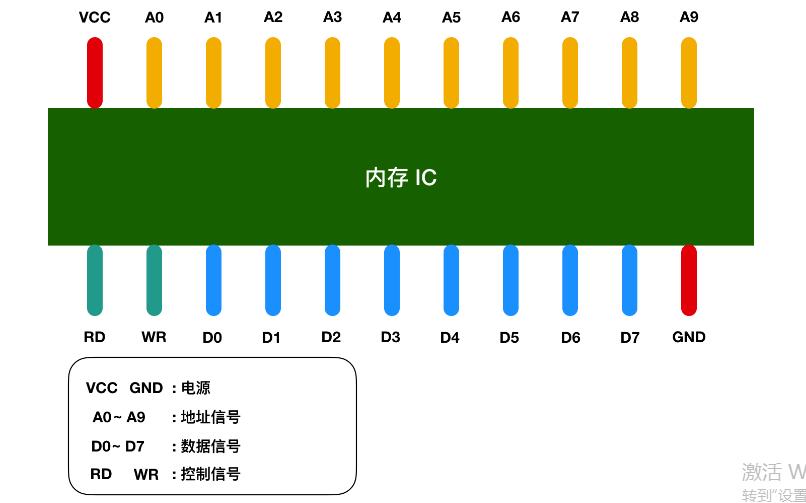 VCC A0 A1 A2 A3 A4 A5 A6 A7 A8 A9
内存 IC
RD WR D0 D1 D2 D3 D4 D5 D6 D7 GND
VCC GND : 电源
A0~ A9 : 地址信号
D0~ D7 : 数据信号
RD WR : 控制信号
激活 W
转到"设置